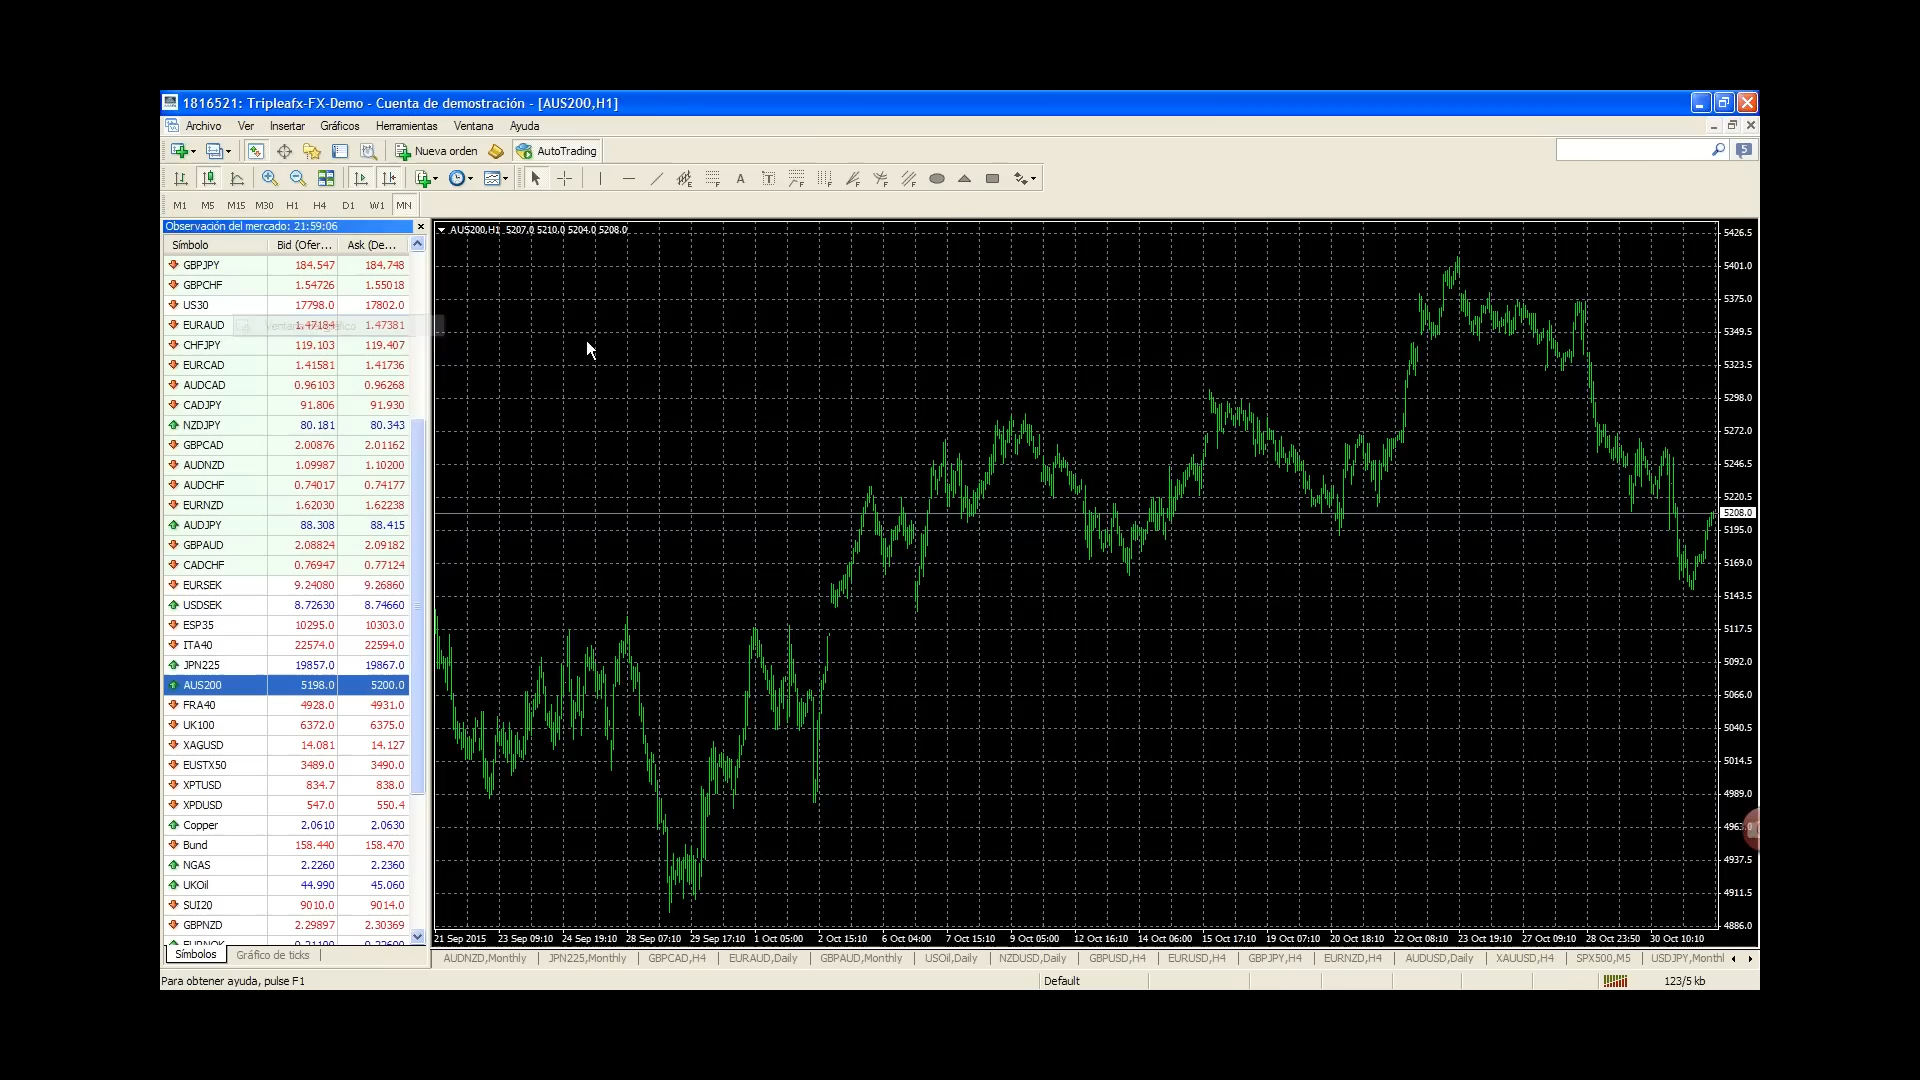 1816521: Tripleafx-FX-Demo - Cuenta de demostración - [AUS200,H1]
Archivo Ver Insertar Gráficos Herramientas Ventana Ayuda
Nueva orden AutoTrading 5
A T
M1 M5 M15 M30 H1 H4 D1 W1 MN
Observación del mercado: 21:59:06
Símbolo Bid (Ofer... Ask (De...
GBPJPY 184.547 184.748
GBPCHF 1.54726 1.55018
US30 17798.0 17802.0
EURAUD 1.47184 1.47381
CHFJPY 119.103 119.407
EURCAD 1.41581 1.41736
AUDCAD 0.96103 0.96268
CADJPY 91.806 91.930
NZDJPY 80.181 80.343
GBPCAD 2.00876 2.01162
AUDNZD 1.09987 1.10200
AUDCHF 0.74017 0.74177
EURNZD 1.62030 1.62238
AUDJPY 88.308 88.415
GBPAUD 2.08824 2.09182
CADCHF 0.76947 0.77124
EURSEK 9.24080 9.26860
USDSEK 8.72630 8.74660
ESP35 10295.0 10303.0
ITA40 22574.0 22594.0
JPN225 19857.0 19867.0
AUS200 5198.0 5200.0
FRA40 4928.0 4931.0
UK100 6372.0 6375.0
XAGUSD 14.081 14.127
EUSTX50 3489.0 3490.0
XPTUSD 834.7 838.0
XPDUSD 547.0 550.4
Copper 2.0610 2.0630
Bund 158.440 158.470
NGAS 2.2260 2.2360
UKOil 44.990 45.060
SUI20 9010.0 9014.0
GBPNZD 2.29897 2.30369
Símbolos Gráfico de ticks
AUS200,H1 5207.0 5210.0 5204.0 5208.0
5426.5
5401.0
5375.0
5349.5
5323.5
5298.0
5272.0
5246.5
5220.5
5208.0
5195.0
5169.0
5143.5
5117.5
5092.0
5066.0
5040.5
5014.5
4989.0
4963.0
4937.5
4911.5
4886.0
21 Sep 2015 23 Sep 09:10 24 Sep 19:10 28 Sep 07:10 29 Sep 17:10 1 Oct 05:00 2 Oct 15:10 6 Oct 04:00 7 Oct 15:10 9 Oct 05:00 12 Oct 16:10 14 Oct 06:00 15 Oct 17:10 19 Oct 07:10 20 Oct 18:10 22 Oct 08:10 23 Oct 19:10 27 Oct 09:10 28 Oct 23:50 30 Oct 10:10
AUDNZD,Monthly JPN225,Monthly GBPCAD,H4 EURAUD,Daily GBPAUD,Monthly USOil,Daily NZDUSD,Daily GBPUSD,H4 EURUSD,H4 GBPJPY,H4 EURNZD,H4 AUDUSD,Daily XAUUSD,H4 SPX500,M5 USDJPY,Monthl
Para obtener ayuda, pulse F1 Default 123/5 kb